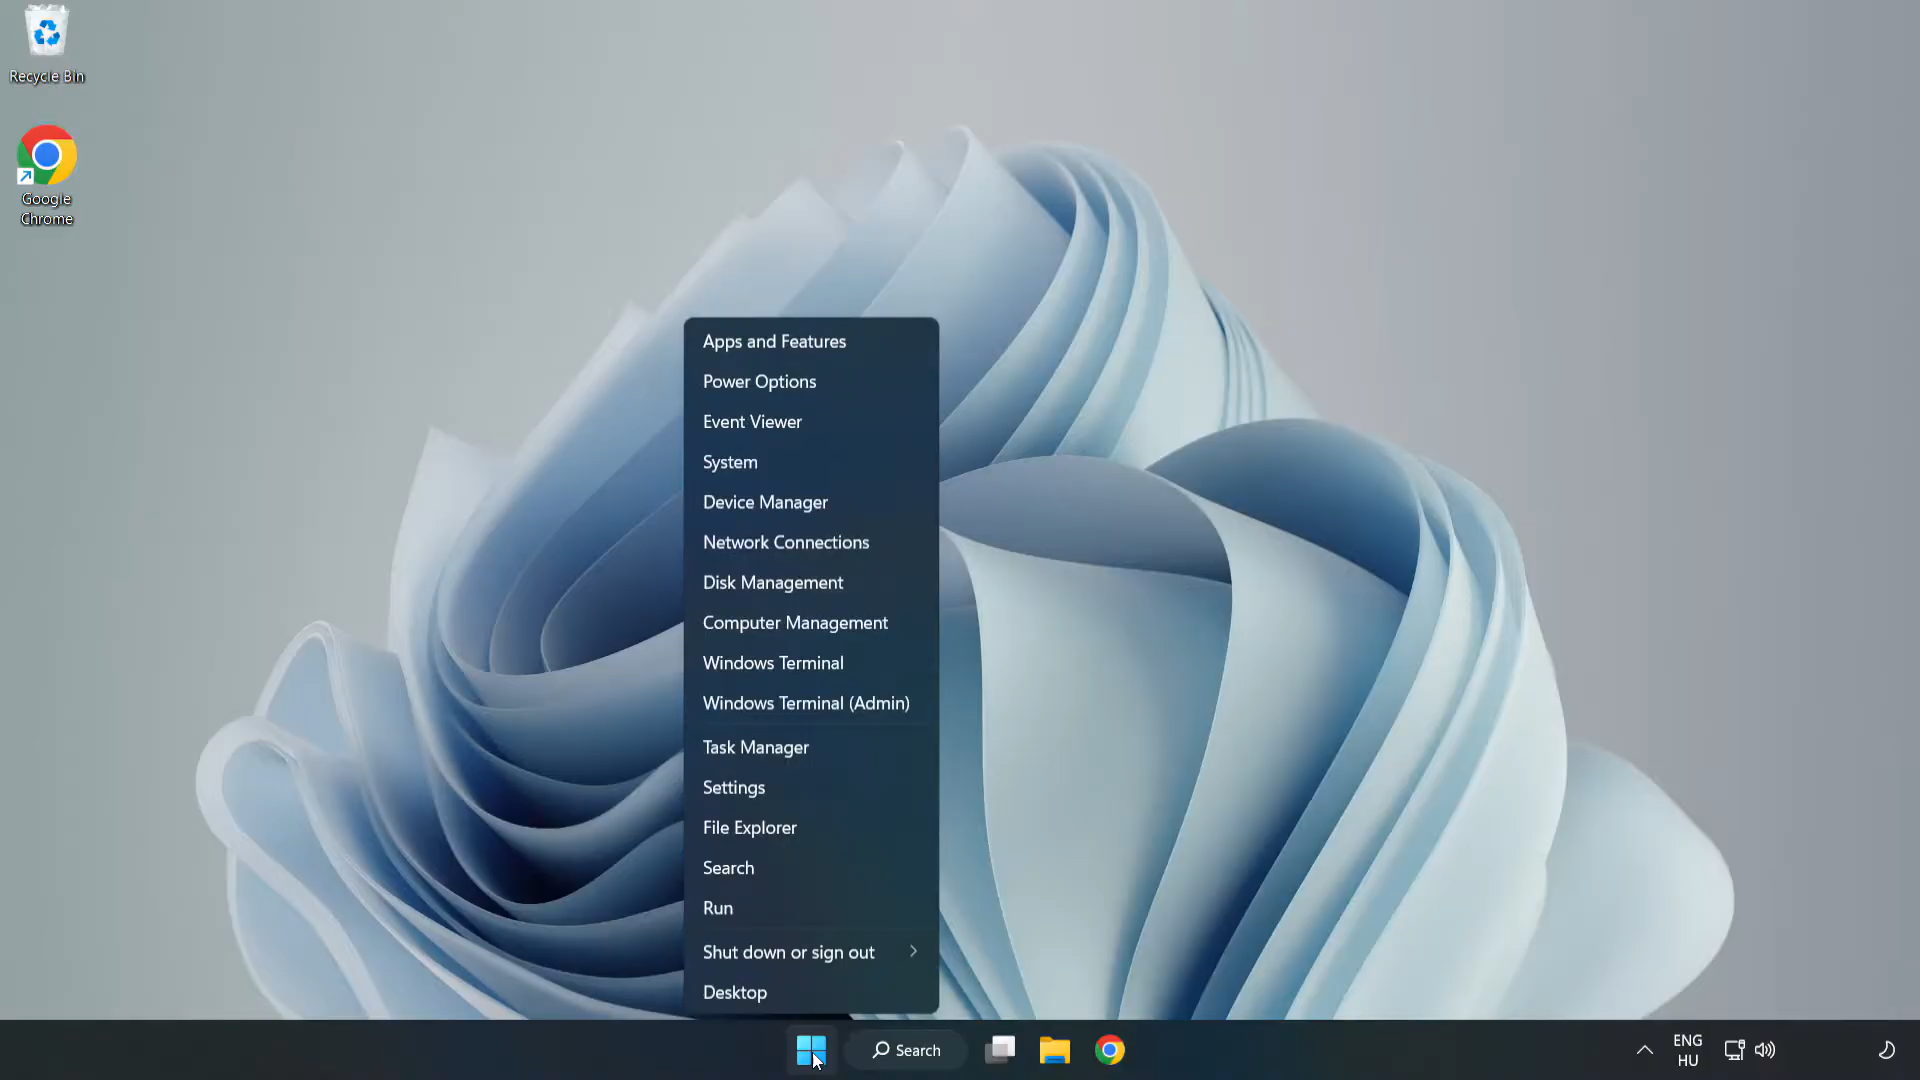 Recycle Bin
Google
Chrome
Apps and Features
Power Options
Event Viewer
System
Device Manager
Network Connections
Disk Management
Computer Management
Windows Terminal
Windows Terminal (Admin)
Task Manager
Settings
File Explorer
Search
Run
Shut down or sign out
Desktop
Search
ENG
HU